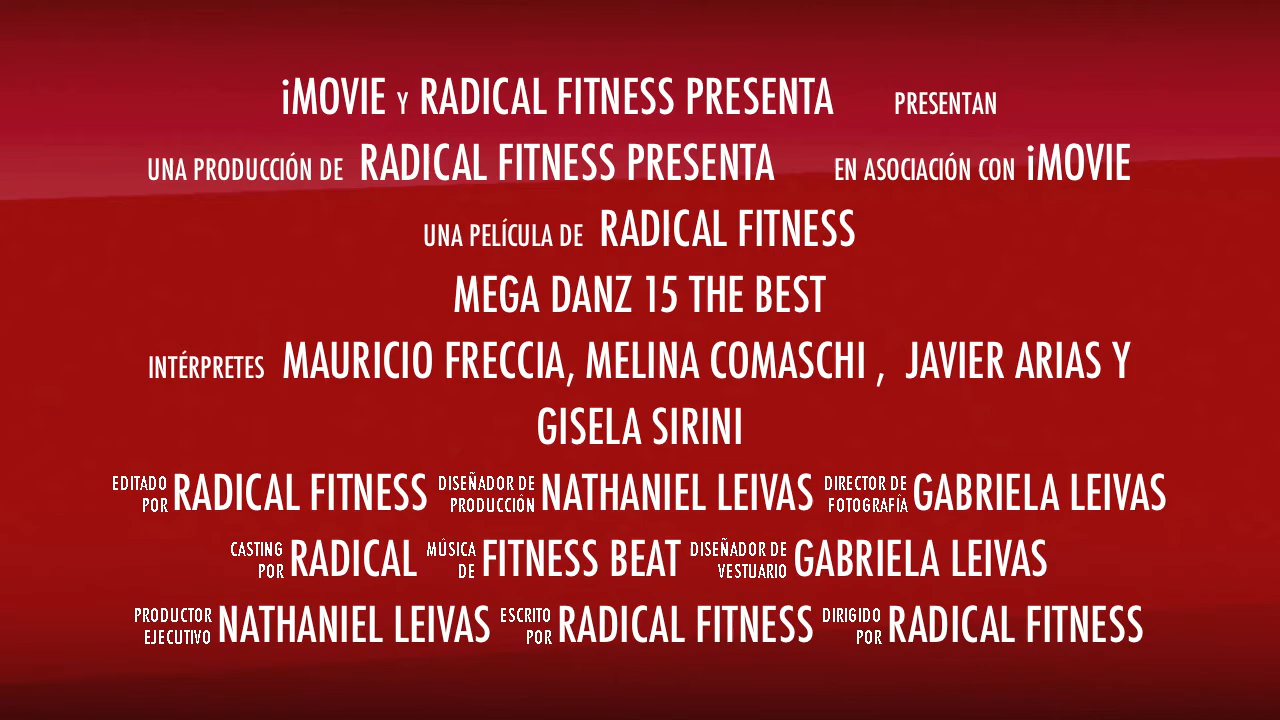 iMOVIE Y RADICAL FITNESS PRESENTA PRESENTAN
UNA PRODUCCIÓN DE RADICAL FITNESS PRESENTA EN ASOCIACIÓN CON iMOVIE
UNA PELÍCULA DE RADICAL FITNESS
MEGA DANZ 15 THE BEST
INTÉRPRETES MAURICIO FRECCIA, MELINA COMASCHI , JAVIER ARIAS Y
GISELA SIRINI
EDITADO POR RADICAL FITNESS DISEÑADOR DE PRODUCCIÓN NATHANIEL LEIVAS DIRECTOR DE FOTOGRAFÍA GABRIELA LEIVAS
CASTING POR RADICAL MÚSICA DE FITNESS BEAT DISEÑADOR DE VESTUARIO GABRIELA LEIVAS
PRODUCTOR EJECUTIVO NATHANIEL LEIVAS ESCRITO POR RADICAL FITNESS DIRIGIDO POR RADICAL FITNESS